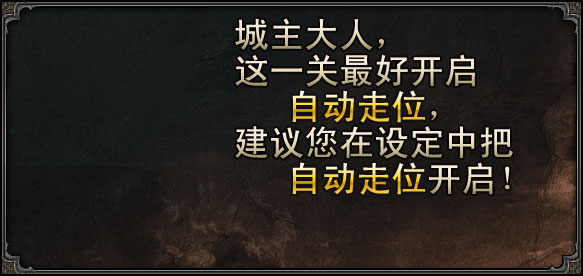 城主大人，
这一关最好开启
自动走位，
建议您在设定中把
自动走位开启！